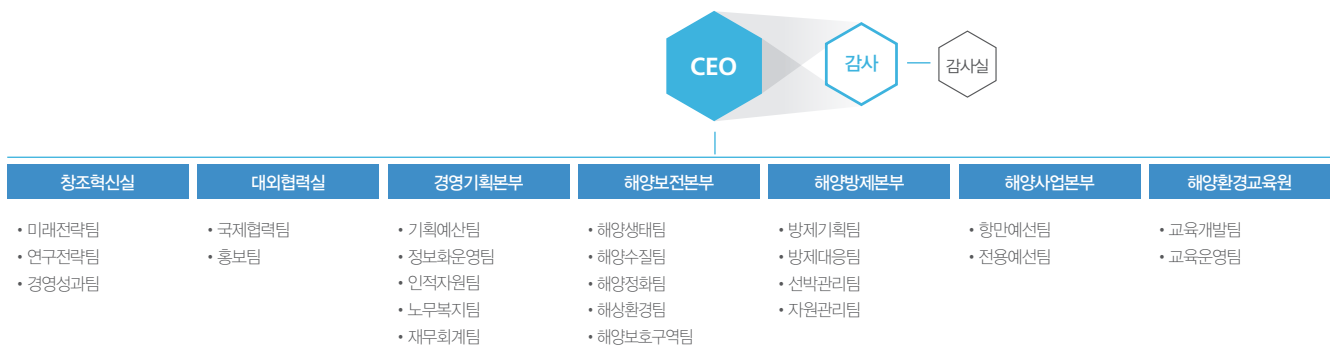 CEO
감사
감사실
창조혁신실
미래전략팀
연구전략팀
경영성과팀
대외협력실
국제협력팀
홍보팀
경영기획본부
기획예산팀
정보화운영팀
인적자원팀
노무복지팀
재무회계팀
해양보전본부
해양생태팀
해양수질팀
해양정화팀
해상환경팀
해양보호구역팀
해양방제본부
방제기획팀
방제대응팀
선박관리팀
자원관리팀
해양사업본부
항만예선팀
전용예선팀
해양환경교육원
교육개발팀
교육운영팀